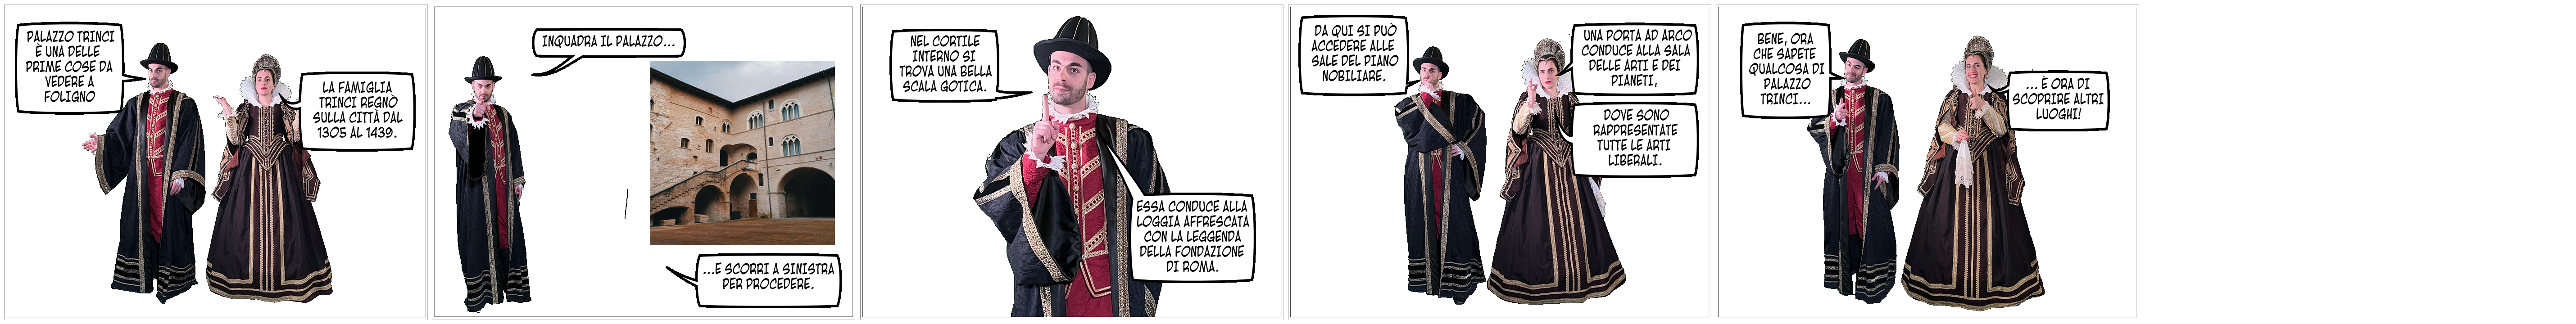 PALAZZO TRINCI
È UNA DELLE
PRIME COSE DA
VEDERE A
FOLIGNO
LA FAMIGLIA
TRINCI REGNÒ
SULLA CITTÀ DAL
1305 AL 1439.
INQUADRA IL PALAZZO...
...E SCORRI A SINISTRA
PER PROCEDERE.
NEL CORTILE
INTERNO SI
TROVA UNA BELLA
SCALA GOTICA.
ESSA CONDUCE ALLA
LOGGIA AFFRESCATA
CON LA LEGGENDA
DELLA FONDAZIONE
DI ROMA.
DA QUI SI PUÒ
ACCEDERE ALLE
SALE DEL PIANO
NOBILIARE.
UNA PORTA AD ARCO
CONDUCE ALLA SALA
DELLE ARTI E DEI
PIANETI,
DOVE SONO
RAPPRESENTATE
TUTTE LE ARTI
LIBERALI.
BENE, ORA
CHE SAPETE
QUALCOSA DI
PALAZZO
TRINCI...
... È ORA DI
SCOPRIRE ALTRI
LUOGHI!